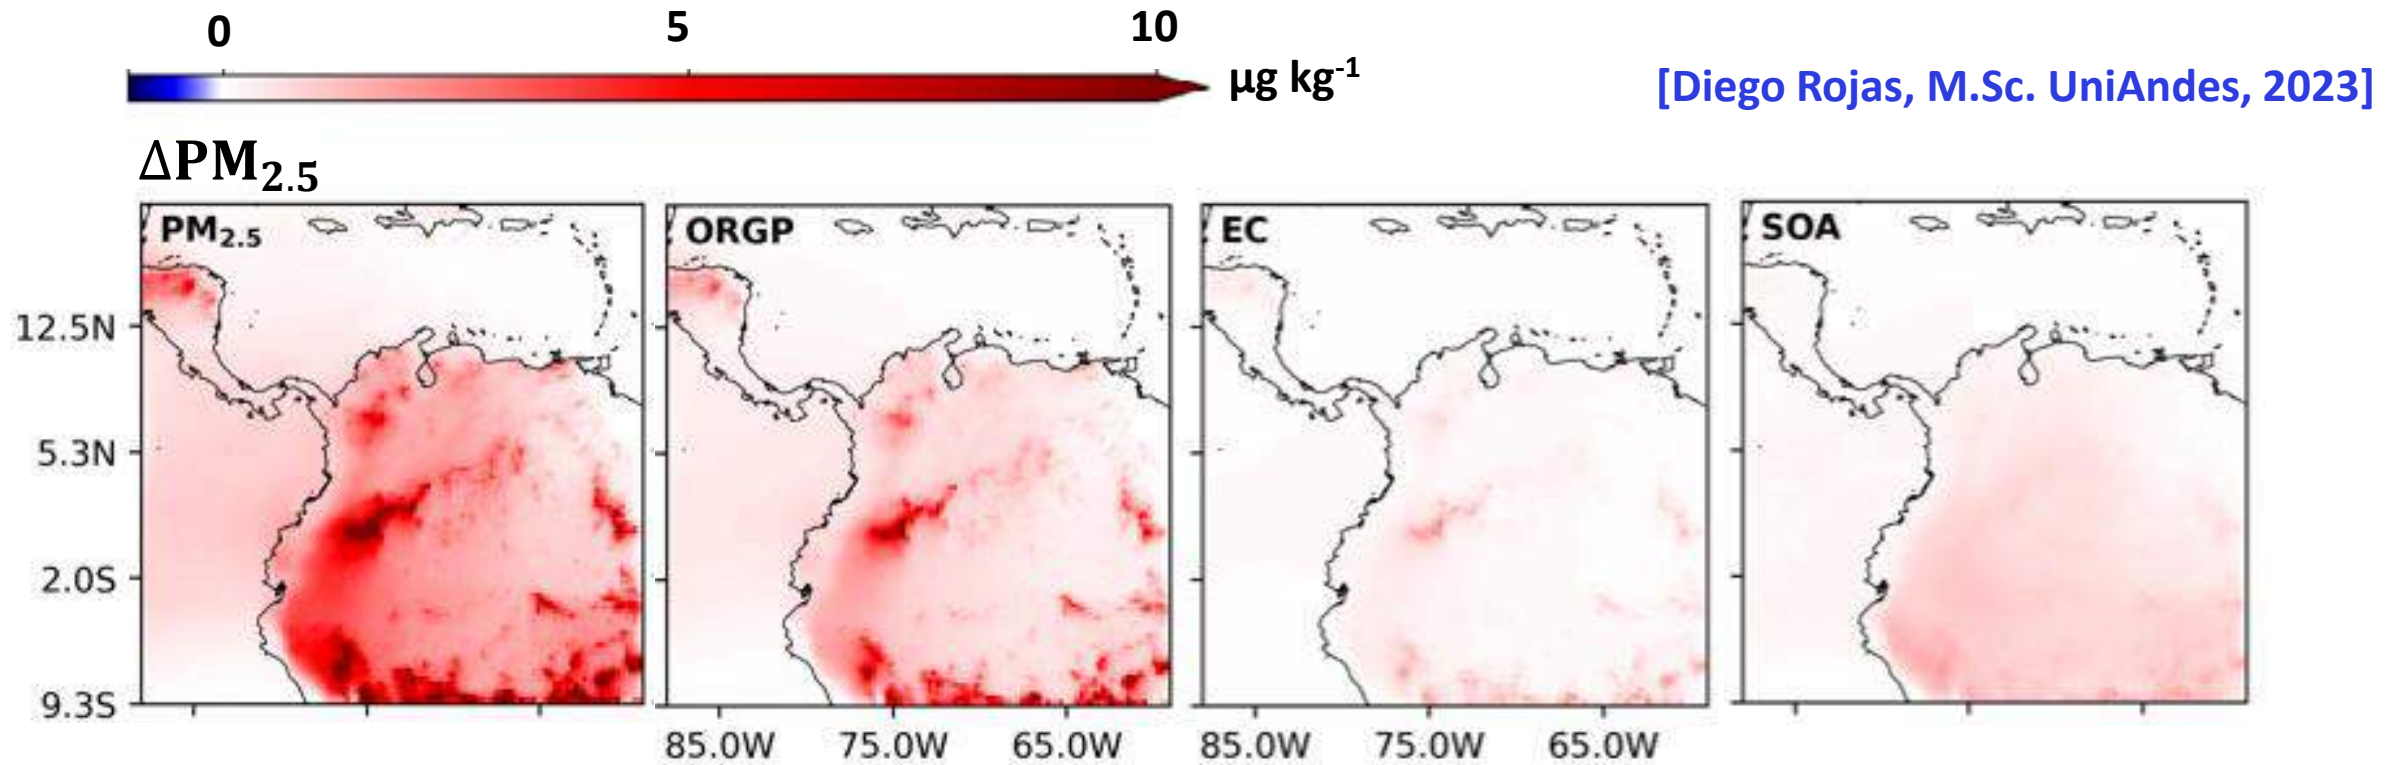 0 5 10
µg kg-1
[Diego Rojas, M.Sc. UniAndes, 2023]
ΔPM2.5
PM2.5
ORGP
EC
SOA
12.5N
5.3N
2.0S
9.3S
85.0W 75.0W 65.0W
85.0W 75.0W 65.0W